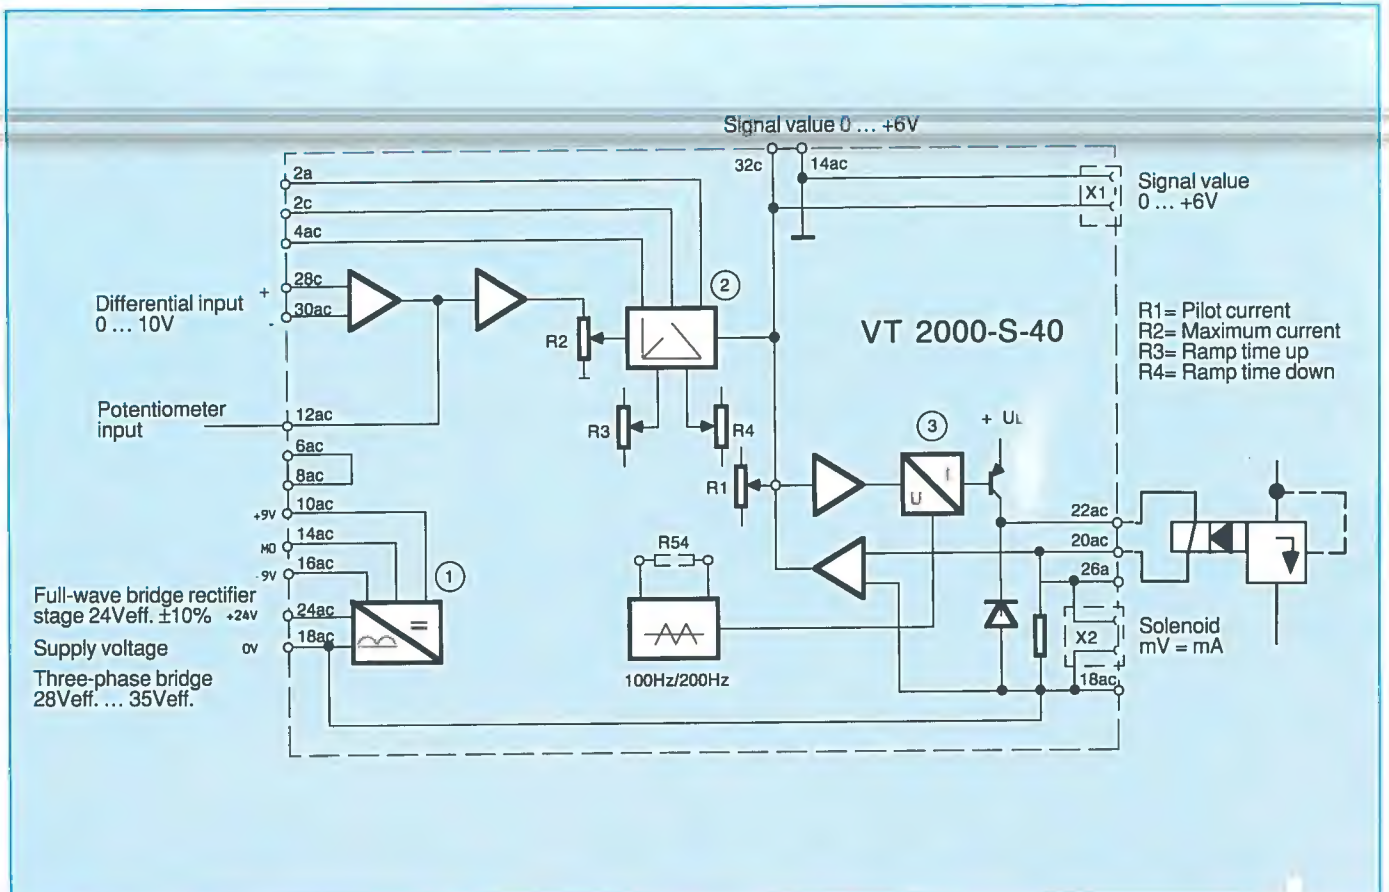 Signal value 0 ... +6V
32c
14ac
2a
2c
4ac
X1
Signal value
0 ... +6V
28c
+
30ac
-
Differential input
0 ... 10V
2
R2
VT 2000-S-40
R1= Pilot current
R2= Maximum current
R3= Ramp time up
R4= Ramp time down
Potentiometer
input
12ac
R3
R4
3
+ UL
6ac
8ac
R1
I
U
10ac
+9V
22ac
14ac
M0
20ac
R54
16ac
-9V
1
26a
Full-wave bridge rectifier
stage 24Veff. ±10%
+24V
24ac
=
Supply voltage
0V
18ac
X2
Solenoid
mV = mA
Three-phase bridge
28Veff. ... 35Veff.
100Hz/200Hz
18ac